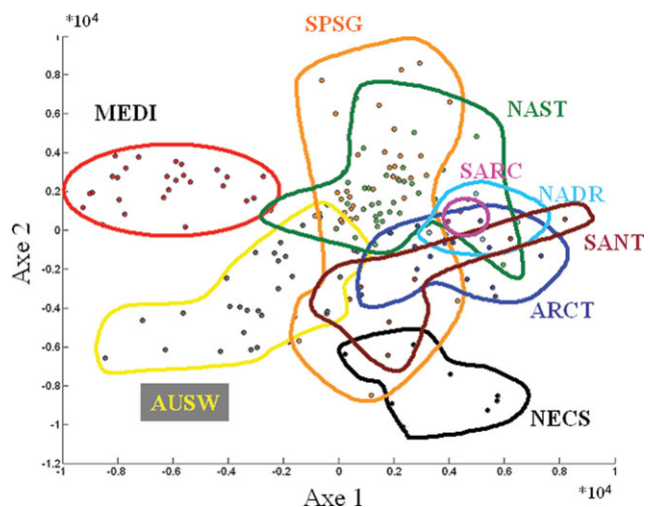 *10⁴
SPSG
1
0.8
MEDI
NAST
0.6
0.4
SARC
NADR
0.2
0
SANT
Axe 2
-0.2
ARCT
-0.4
-0.6
AUSW
-0.8
NECS
-1
-1.2
-1 -0.8 -0.6 -0.4 -0.2 0 0.2 0.4 0.6 0.8 1
Axe 1
*10⁴